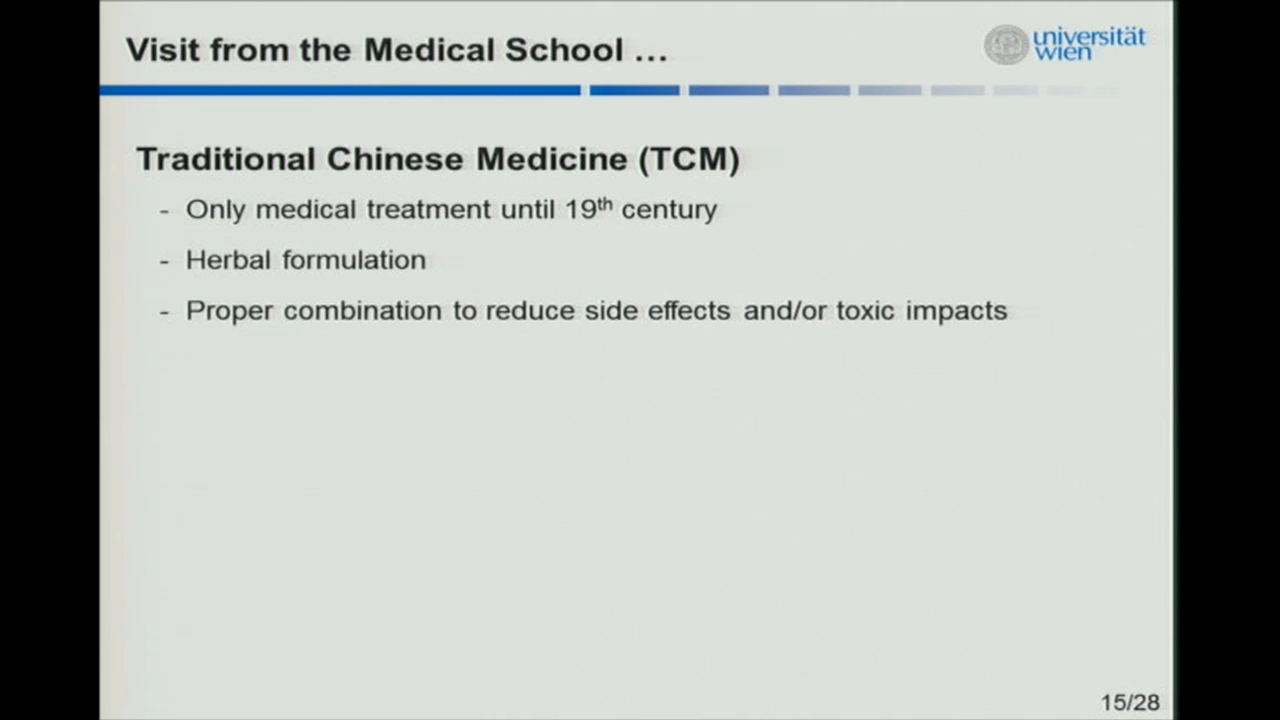 Visit from the Medical School …
universität
wien
Traditional Chinese Medicine (TCM)
- Only medical treatment until 19th century
- Herbal formulation
- Proper combination to reduce side effects and/or toxic impacts
15/28